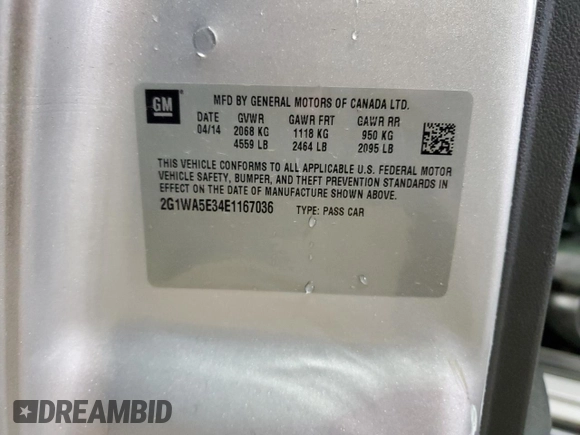 GM
MFD BY GENERAL MOTORS OF CANADA LTD.
DATE GVWR GAWR FRT GAWR RR
04/14 2068 KG 1118 KG 950 KG
4559 LB 2464 LB 2095 LB
THIS VEHICLE CONFORMS TO ALL APPLICABLE U.S. FEDERAL MOTOR
VEHICLE SAFETY, BUMPER, AND THEFT PREVENTION STANDARDS IN
EFFECT ON THE DATE OF MANUFACTURE SHOWN ABOVE.
2G1WA5E34E1167036 TYPE: PASS CAR
DREAMBID